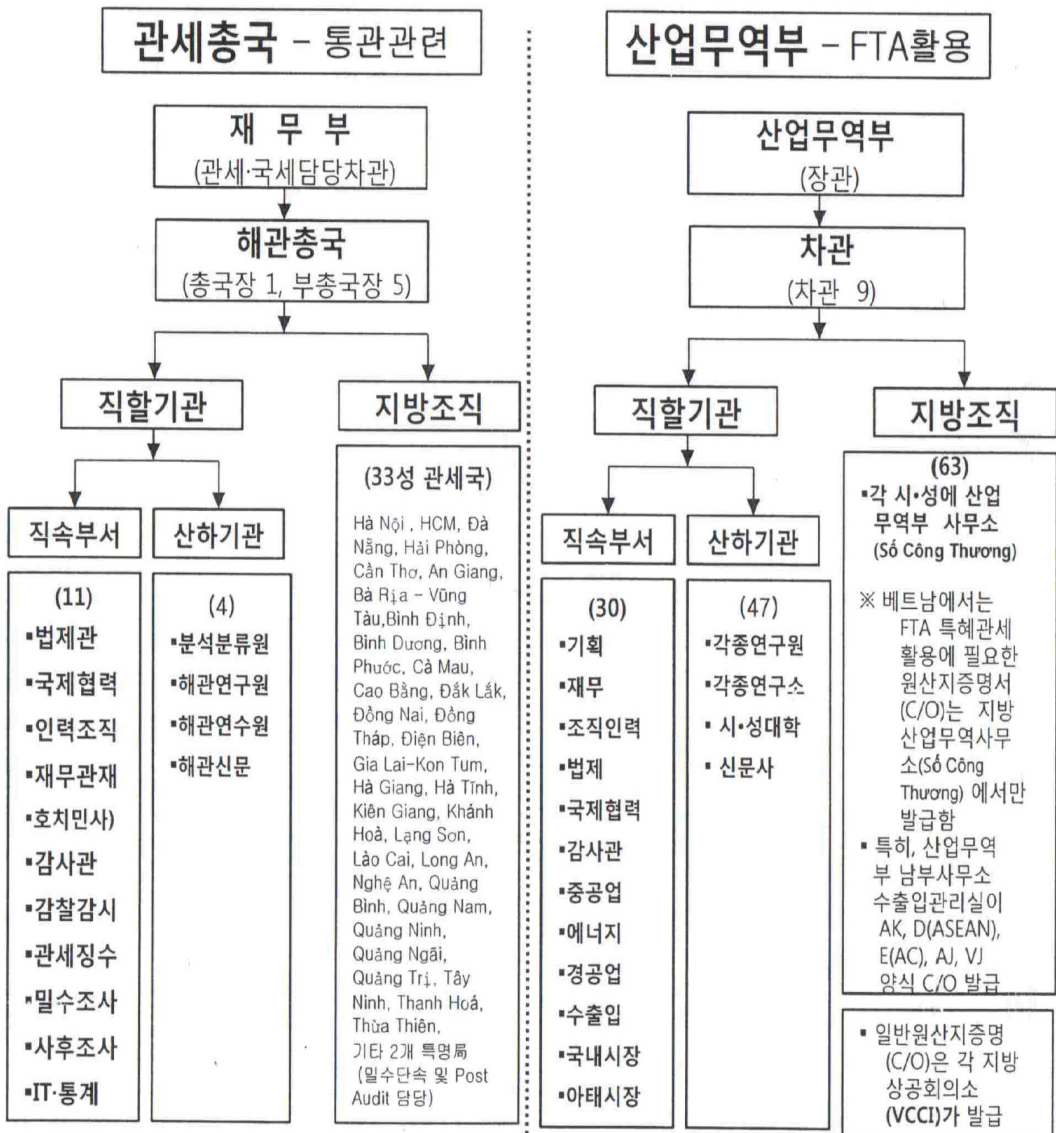 관세총국 – 통관관련
재 무 부
(관세·국세담당차관)
해관총국
(총국장 1, 부총국장 5)
직할기관
지방조직
직속부서
산하기관
(11)
▪법제관
▪국제협력
▪인력조직
▪재무관재
▪호치민사)
▪감사관
▪감찰감시
▪관세징수
▪밀수조사
▪사후조사
▪IT·통계
(4)
▪분석분류원
▪해관연구원
▪해관연수원
▪해관신문
(33성 관세국)
Hà Nội , HCM, Đà
Nẵng, Hải Phòng,
Cần Thơ, An Giang,
Bà Rịa – Vũng
Tàu,Bình Định,
Bình Dương, Bình
Phước, Cà Mau,
Cao Bằng, Đắk Lắk,
Đồng Nai, Đồng
Tháp, Điện Biên,
Gia Lai-Kon Tum,
Hà Giang, Hà Tĩnh,
Kiên Giang, Khánh
Hoà, Lạng Sơn,
Lào Cai, Long An,
Nghệ An, Quảng
Bình, Quảng Nam,
Quảng Ninh,
Quảng Ngãi,
Quảng Trị, Tây
Ninh, Thanh Hoá,
Thừa Thiên,
기타 2개 특명국
(밀수단속 및 Post
Audit 담당)
산업무역부 – FTA활용
산업무역부
(장관)
차관
(차관 9)
직할기관
지방조직
직속부서
산하기관
(30)
▪기획
▪재무
▪조직인력
▪법제
▪국제협력
▪감사관
▪중공업
▪에너지
▪경공업
▪수출입
▪국내시장
▪아태시장
(47)
▪각종연구원
▪각종연구소
▪ 시·성대학
▪ 신문사
(63)
▪각 시·성에 산업
무역부 사무소
(Số Công Thương)
※ 베트남에서는
FTA 특혜관세
활용에 필요한
원산지증명서
(C/O)는 지방
산업무역사무
소(Số Công
Thương) 에서만
발급함
▪ 특히, 산업무역
부 남부사무소
수출입관리실이
AK, D(ASEAN),
E(AC), AJ, VJ
양식 C/O 발급
▪ 일반원산지증명
(C/O)은 각 지방
상공회의소
(VCCI)가 발급